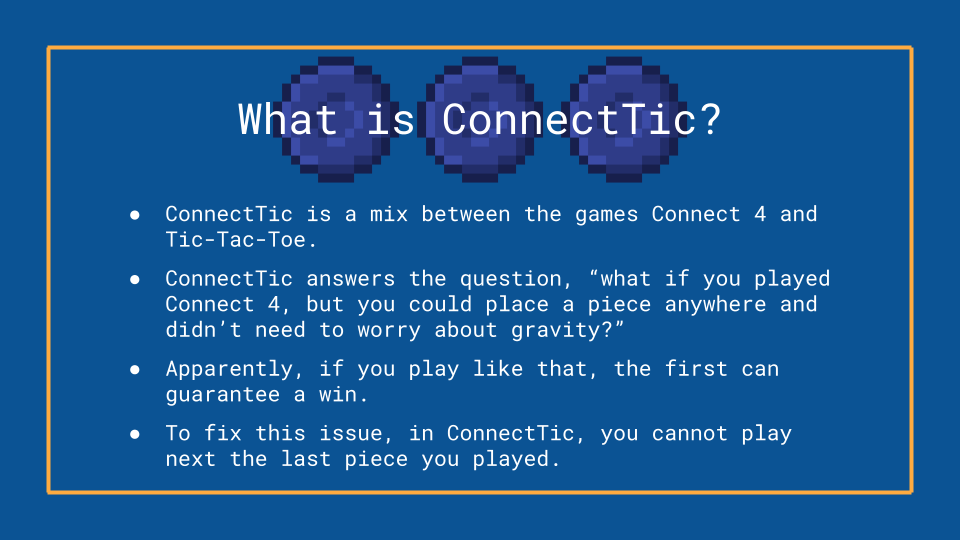 What is ConnectTic?
● ConnectTic is a mix between the games Connect 4 and
Tic-Tac-Toe.
● ConnectTic answers the question, “what if you played
Connect 4, but you could place a piece anywhere and
didn’t need to worry about gravity?”
● Apparently, if you play like that, the first can
guarantee a win.
● To fix this issue, in ConnectTic, you cannot play
next the last piece you played.